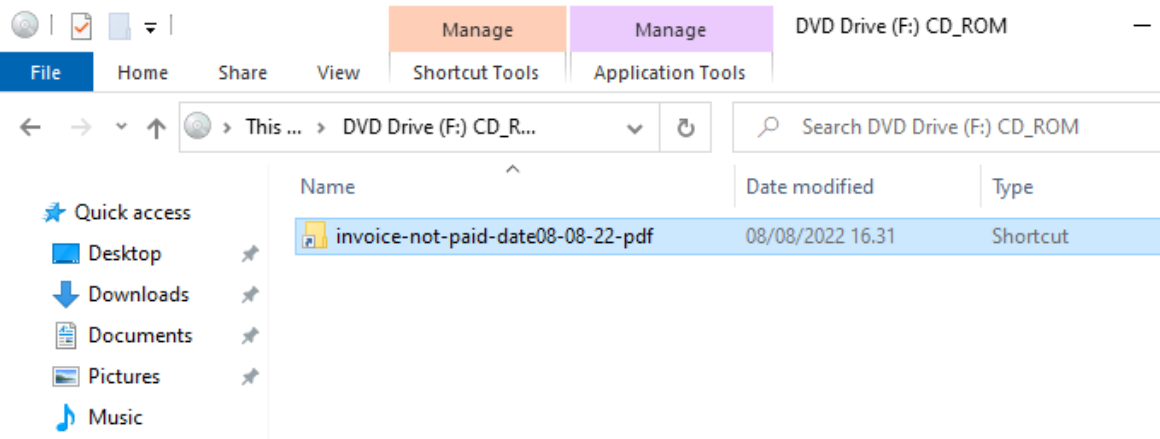 Manage Manage DVD Drive (F:) CD_ROM
File Home Share View Shortcut Tools Application Tools
This ... DVD Drive (F:) CD_R... Search DVD Drive (F:) CD_ROM
Name Date modified Type
Quick access
invoice-not-paid-date08-08-22-pdf 08/08/2022 16.31 Shortcut
Desktop
Downloads
Documents
Pictures
Music